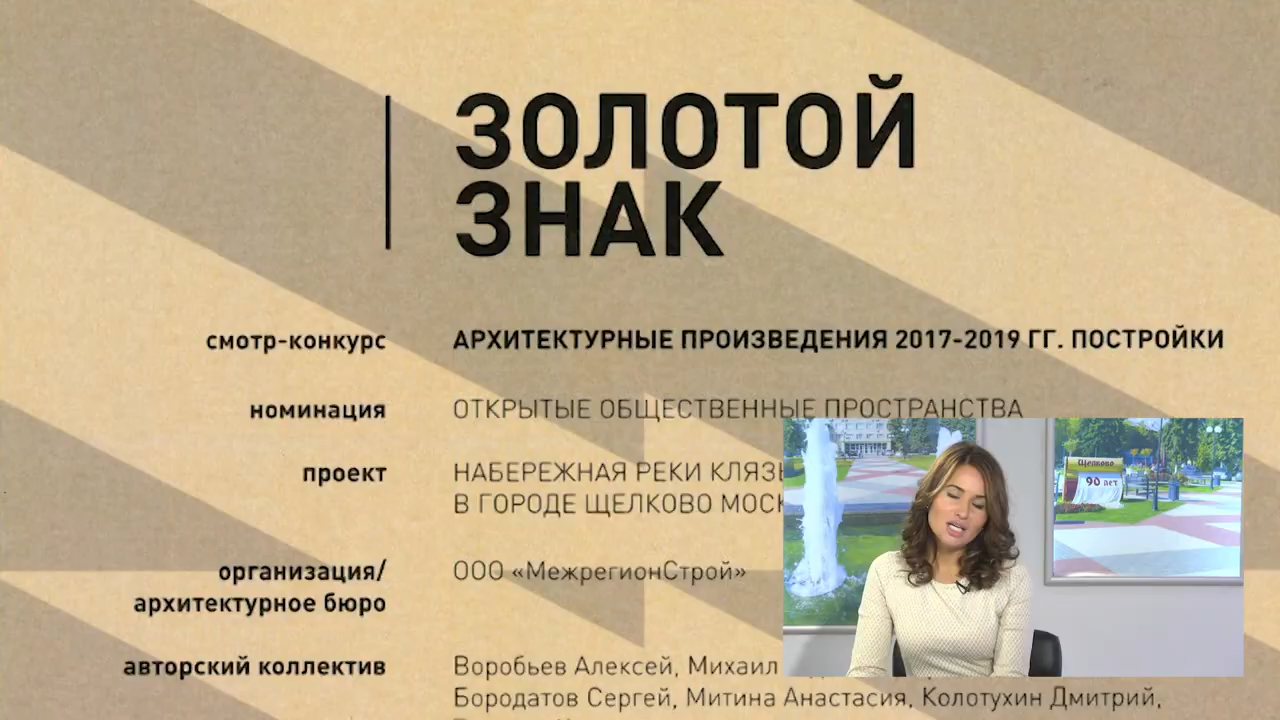 ЗОЛОТОЙ
ЗНАК
смотр-конкурс
АРХИТЕКТУРНЫЕ ПРОИЗВЕДЕНИЯ 2017-2019 ГГ. ПОСТРОЙКИ
номинация
ОТКРЫТЫЕ ОБЩЕСТВЕННЫЕ ПРОСТРАНСТВА
проект
НАБЕРЕЖНАЯ РЕКИ
В ГОРОДЕ ЩЕЛКОВО
организация/
архитектурное бюро
ООО «МежрегионСтрой»
авторский коллектив
Воробьев Алексей, Михаил
Бородатов Сергей, Митина Анастасия, Колотухин Дмитрий,
Щелково
90 лет